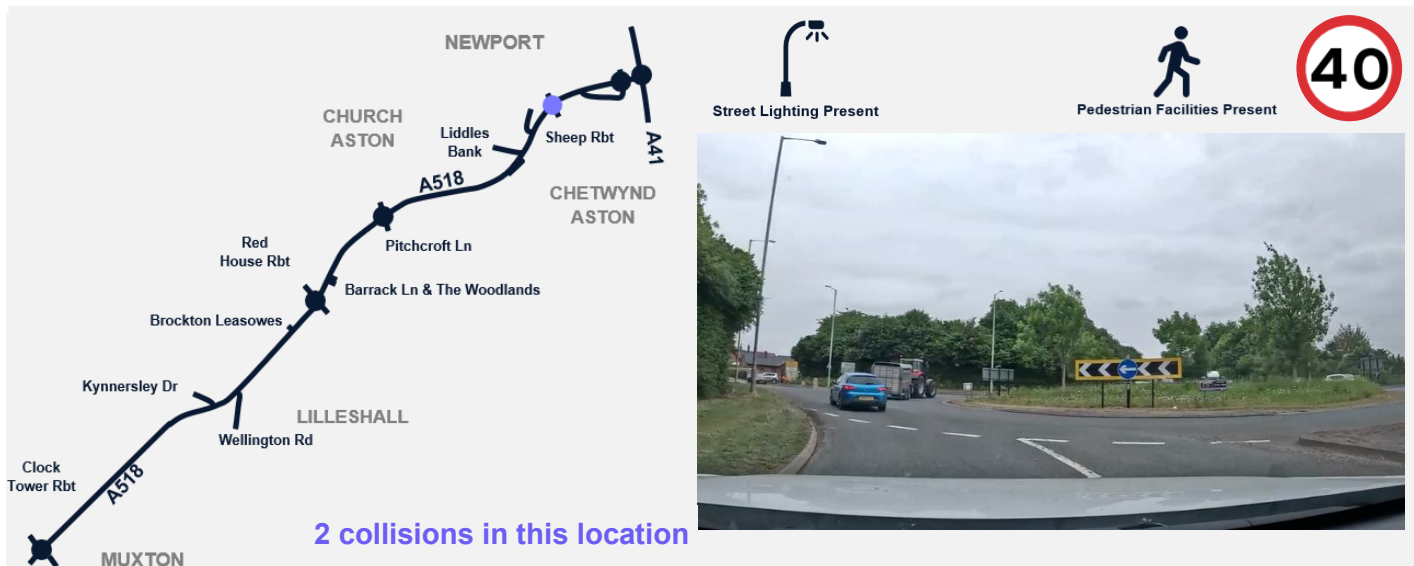 NEWPORT
CHURCH
ASTON
Liddles
Bank
Sheep Rbt
A41
A518
CHETWYND
ASTON
Pitchcroft Ln
Red
House Rbt
Barrack Ln & The Woodlands
Brockton Leasowes
Kynnersley Dr
LILLESHALL
Wellington Rd
Clock
Tower Rbt
A518
MUXTON
2 collisions in this location
Street Lighting Present
Pedestrian Facilities Present
40